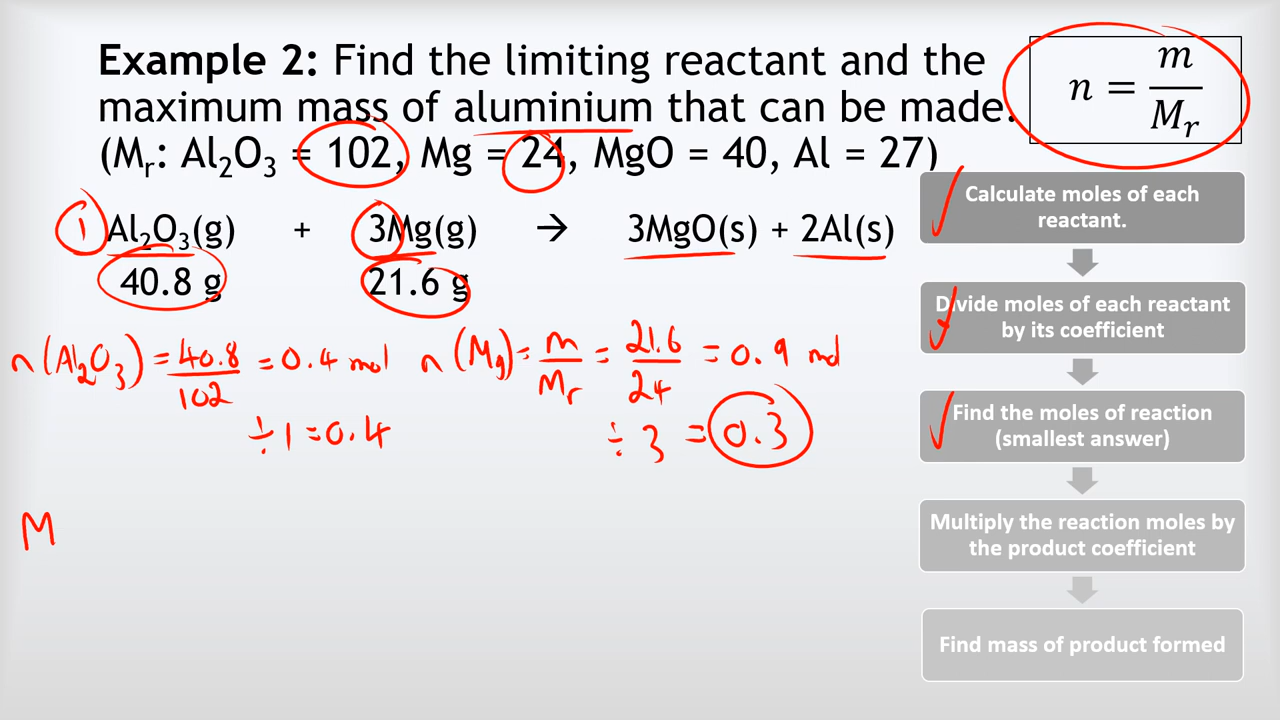 Example 2: Find the limiting reactant and the
maximum mass of aluminium that can be made.
(Mr: Al₂O₃ = 102, Mg = 24, MgO = 40, Al = 27)
n = m / Mr
1 Al₂O₃(g) + 3Mg(g) → 3MgO(s) + 2Al(s)
40.8 g 21.6 g
n(Al₂O₃) = 40.8 / 102 = 0.4 mol
÷ 1 = 0.4
n(Mg) = m / Mr = 21.6 / 24 = 0.9 mol
÷ 3 = 0.3
M
Calculate moles of each
reactant.
Divide moles of each reactant
by its coefficient
Find the moles of reaction
(smallest answer)
Multiply the reaction moles by
the product coefficient
Find mass of product formed